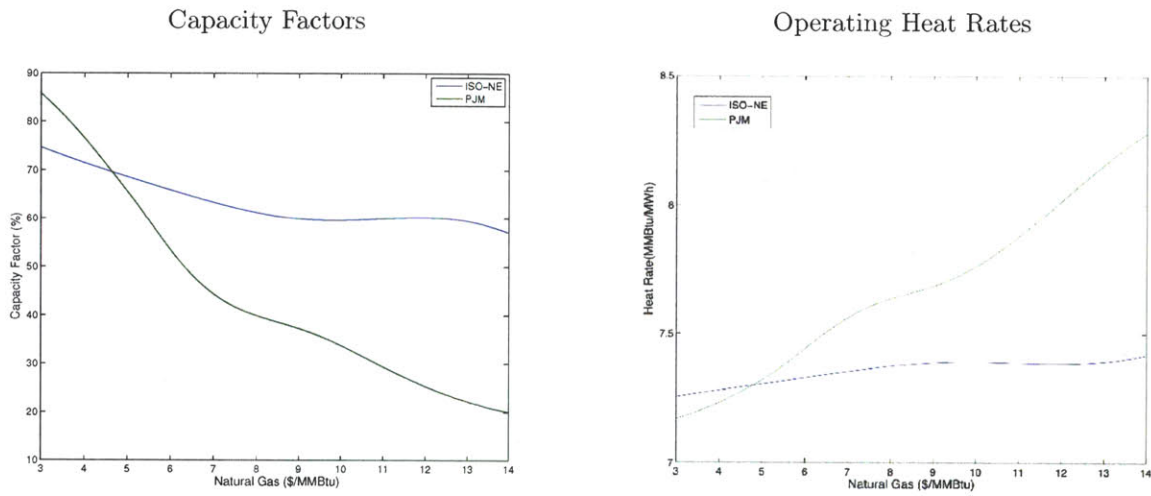 Capacity Factors
90
80
70
60
50
40
30
20
10
Capacity Factor (%)
ISO-NE
PJM
3 4 5 6 7 8 9 10 11 12 13 14
Natural Gas ($/MMBtu)
Operating Heat Rates
8.5
8
7.5
7
Heat Rate(MMBtu/MWh)
ISO-NE
PJM
3 4 5 6 7 8 9 10 11 12 13 14
Natural Gas ($/MMBtu)